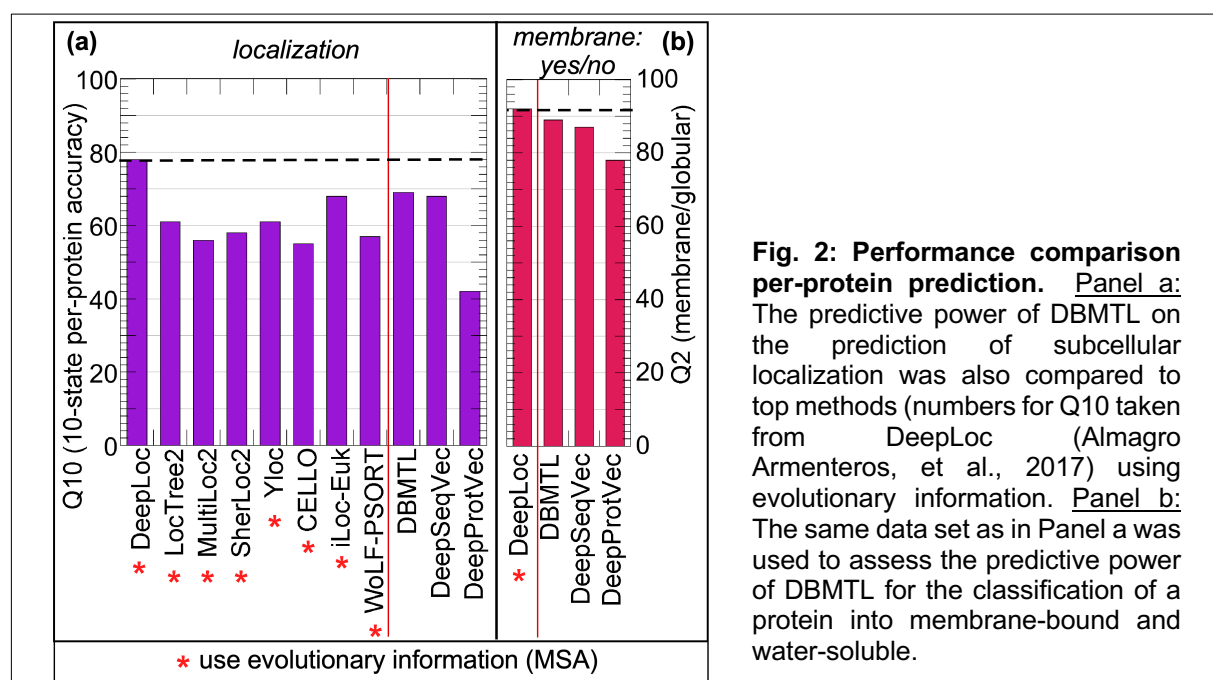 (a)
localization
Q10 (10-state per-protein accuracy)
100
80
60
40
20
0
DeepLoc
LocTree2
MultiLoc2
SherLoc2
Yloc
CELLO
iLoc-Euk
WoLF-PSORT
DBMTL
DeepSeqVec
DeepProtVec
* * * * * * * *
membrane: (b)
yes/no
100
80
60
40
20
0
Q2 (membrane/globular)
DeepLoc
DBMTL
DeepSeqVec
DeepProtVec
*
* use evolutionary information (MSA)
Fig. 2: Performance comparison
per-protein prediction. Panel a:
The predictive power of DBMTL on
the prediction of subcellular
localization was also compared to
top methods (numbers for Q10 taken
from DeepLoc (Almagro
Armenteros, et al., 2017) using
evolutionary information. Panel b:
The same data set as in Panel a was
used to assess the predictive power
of DBMTL for the classification of a
protein into membrane-bound and
water-soluble.